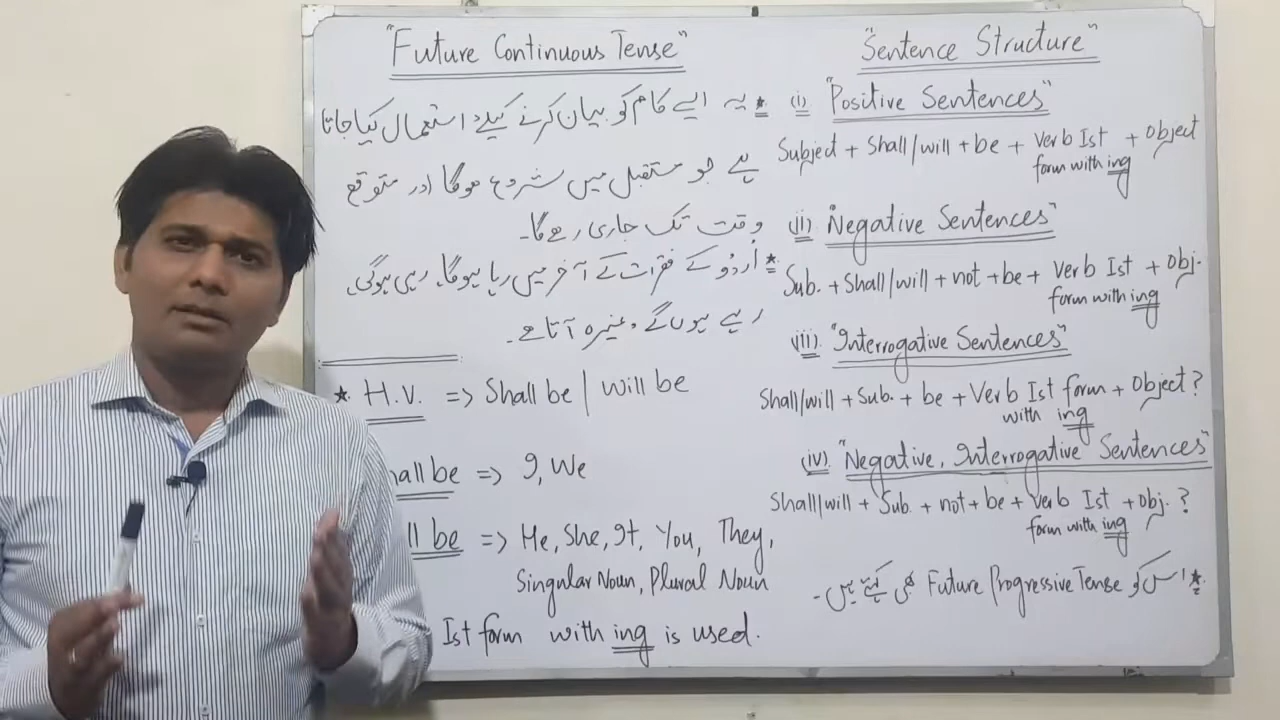 "Future Continuous Tense"
★ یہ ایسے کام کو بیان کرنے کیلئے استعمال کیا جاتا
ہے جو مستقبل میں شروع ہوگا اور متوقع
وقت تک جاری رہے گا۔
★ اُردُو کے فقرات کے آخر میں رہا ہوگا، رہی ہوگی،
رہے ہوں گے وغیرہ آتا ہے۔
★ H.V. => Shall be | will be
hall be => I, We
ll be => He, She, It, You, They,
Singular Noun, Plural Noun
Ist form with ing is used.
"Sentence Structure"
(i) "Positive Sentences"
Subject + Shall/will + be + Verb Ist + Object
form with ing
(ii) "Negative Sentences"
Sub. + Shall/will + not + be + Verb Ist + Obj.
form with ing
(iii) "Interrogative Sentences"
Shall/will + Sub. + be + Verb Ist form + Object?
with ing
(iv) "Negative, Interrogative Sentences"
Shall/will + Sub. + not + be + Verb Ist + Obj. ?
form with ing
★ اس کو Future Progressive Tense بھی کہتے ہیں۔